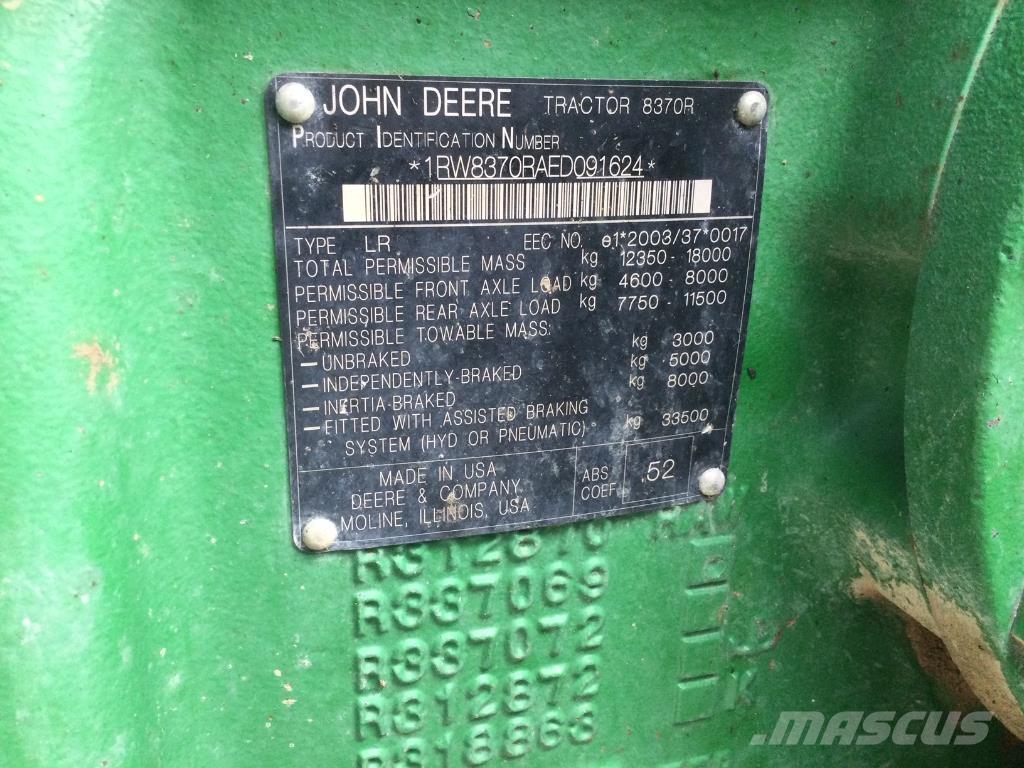 JOHN DEERE TRACTOR 8370R
PRODUCT IDENTIFICATION NUMBER
*1RW8370RAED091624*
TYPE LR EEC NO. e1*2003/37*0017
TOTAL PERMISSIBLE MASS kg 12350 - 18000
PERMISSIBLE FRONT AXLE LOAD kg 4600 - 8000
PERMISSIBLE REAR AXLE LOAD kg 7750 - 11500
PERMISSIBLE TOWABLE MASS:
- UNBRAKED kg 3000
- INDEPENDENTLY-BRAKED kg 5000
- INERTIA-BRAKED kg 8000
- FITTED WITH ASSISTED BRAKING
SYSTEM (HYD OR PNEUMATIC) kg 33500
MADE IN USA
DEERE & COMPANY
MOLINE, ILLINOIS, USA
ABS
COEF
.52
R312870
R337069
R337072
R312872
R318863
MASCUS